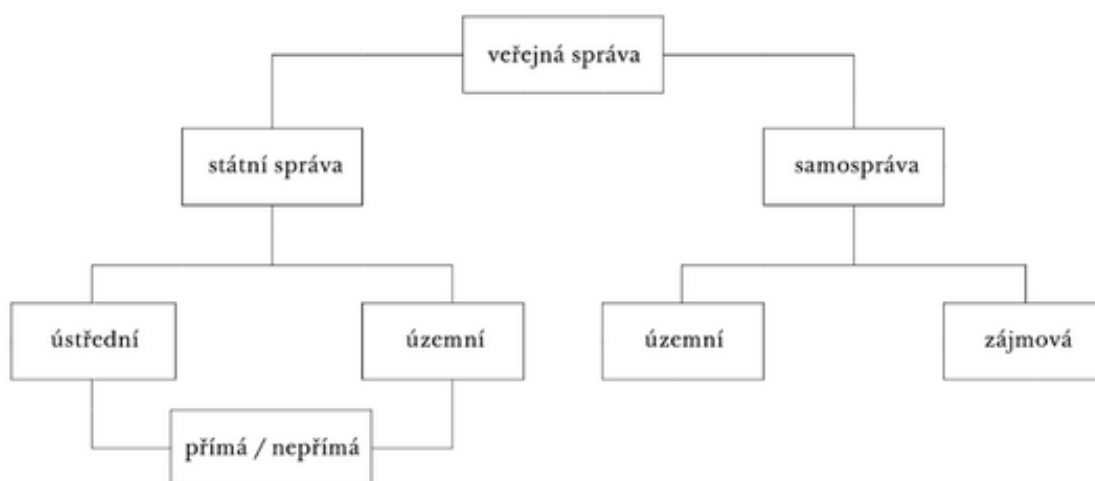 veřejná správa
státní správa
samospráva
ústřední
územní
územní
zájmová
přímá / nepřímá